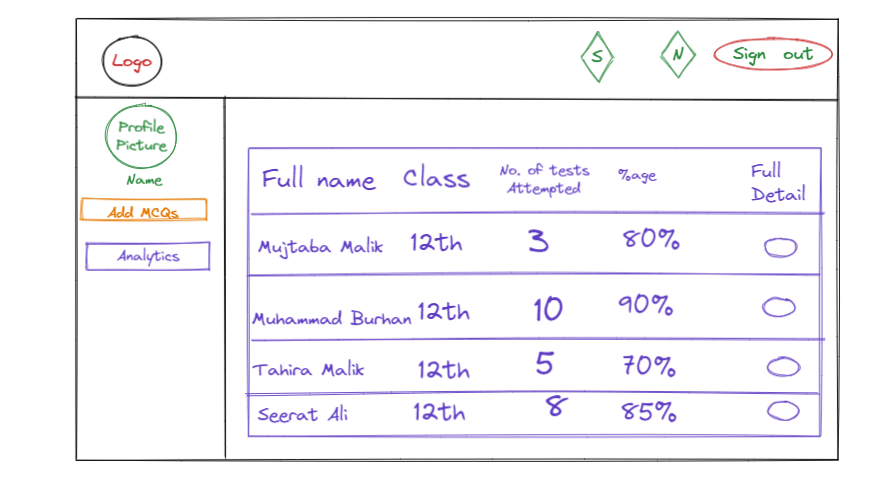 Logo
S
N
Sign out
Profile
Picture
Name
Add MCQs
Analytics
Full name Class No. of tests Attempted %age Full Detail
Mujtaba Malik 12th 3 80%
Muhammad Burhan 12th 10 90%
Tahira Malik 12th 5 70%
Seerat Ali 12th 8 85%